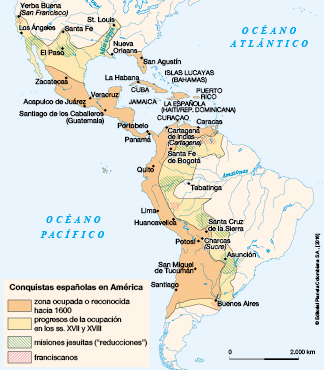 Yerba Buena
(San Francisco)
St. Louis
Los Ángeles
Santa Fe
OCÉANO
ATLÁNTICO
El Paso
Nueva
Orleans
San Agustín
Zacatecas
La Habana
ISLAS LUCAYAS
(BAHAMAS)
Veracruz
CUBA
PUERTO
RICO
Acapulco de Juárez
JAMAICA
LA ESPAÑOLA
(HAITÍ/REP. DOMINICANA)
Santiago de los Caballeros
(Guatemala)
CURAÇAO
Portobelo
Caracas
Panamá
Cartagena
de Indias
(Cartagena)
Santa Fe
de Bogotá
Quito
Amazonas
Tabatinga
OCÉANO
PACÍFICO
Lima
Huancavelica
Santa Cruz
de la Sierra
Potosí
Charcas
(Sucre)
Asunción
San Miguel
de Tucumán
Santiago
Buenos Aires
Conquistas españolas en América
zona ocupada o reconocida
hacia 1600
progresos de la ocupación
en los ss. XVII y XVIII
misiones jesuitas ("reducciones")
franciscanos
0
2.000 km
© Editorial Planeta Colombiana S.A., (2016)